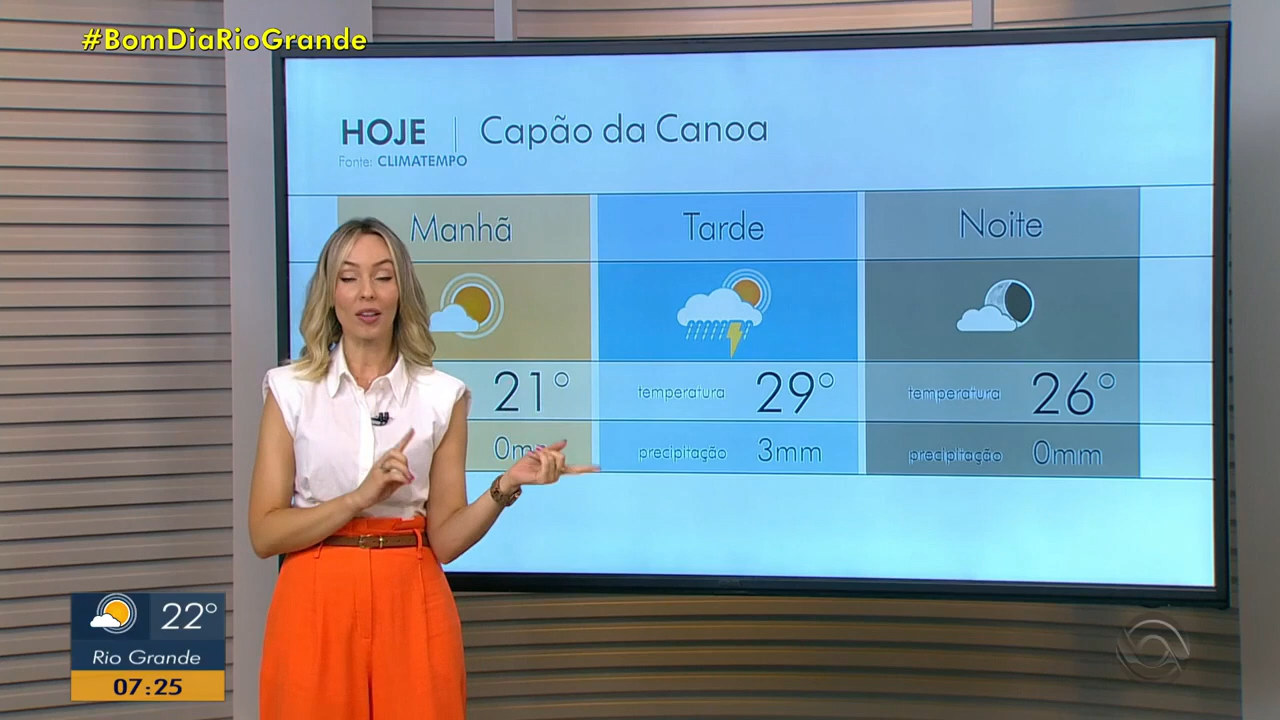 #BomDiaRioGrande
HOJE | Capão da Canoa
Fonte: CLIMATEMPO
Manhã Tarde Noite
21° temperatura 29° temperatura 26°
0mm precipitação 3mm precipitação 0mm
22°
Rio Grande
07:25